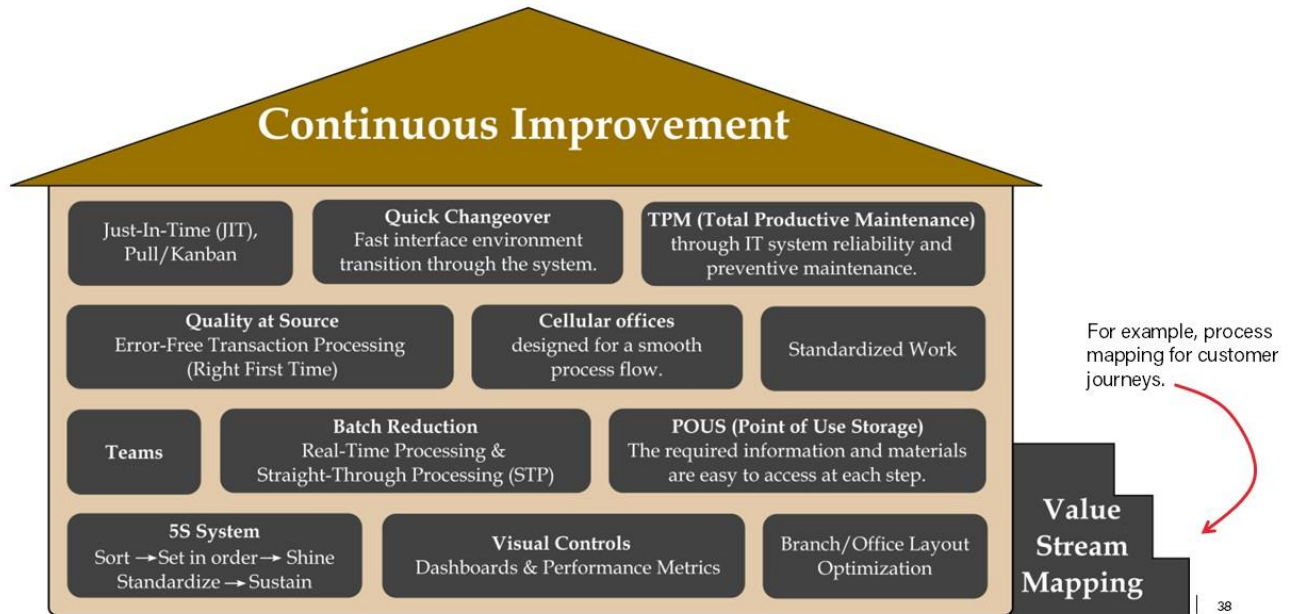 Continuous Improvement
Just-In-Time (JIT),
Pull/Kanban
Quick Changeover
Fast interface environment
transition through the system.
TPM (Total Productive Maintenance)
through IT system reliability and
preventive maintenance.
Quality at Source
Error-Free Transaction Processing
(Right First Time)
Cellular offices
designed for a smooth
process flow.
Standardized Work
Teams
Batch Reduction
Real-Time Processing &
Straight-Through Processing (STP)
POUS (Point of Use Storage)
The required information and materials
are easy to access at each step.
5S System
Sort → Set in order → Shine
Standardize → Sustain
Visual Controls
Dashboards & Performance Metrics
Branch/Office Layout
Optimization
For example, process
mapping for customer
journeys.
Value
Stream
Mapping
38